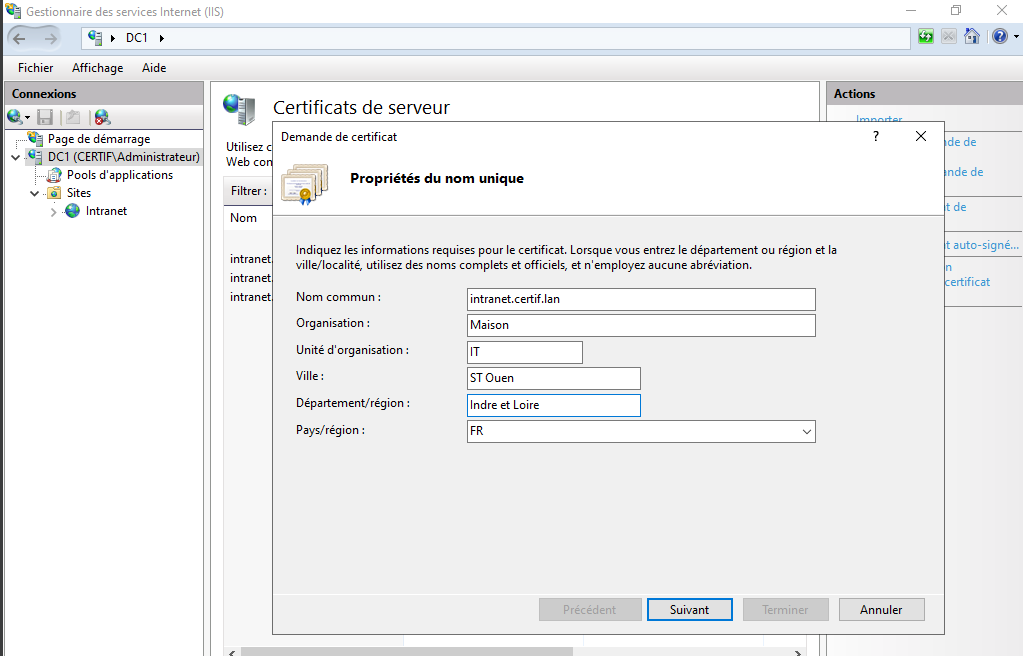 Gestionnaire des services Internet (IIS)
DC1
Fichier Affichage Aide
Connexions
Page de démarrage
DC1 (CERTIF\Administrateur)
Pools d'applications
Sites
Intranet
Certificats de serveur
Utilisez c
Web con
Filtrer :
Nom
intranet.
intranet.
intranet.
Demande de certificat
?
Propriétés du nom unique
Indiquez les informations requises pour le certificat. Lorsque vous entrez le département ou région et la
ville/localité, utilisez des noms complets et officiels, et n'employez aucune abréviation.
Nom commun : intranet.certif.lan
Organisation : Maison
Unité d'organisation : IT
Ville : ST Ouen
Département/région : Indre et Loire
Pays/région : FR
Précédent Suivant Terminer Annuler
Actions
Importer
de de
nde de
t de
t auto-signé...
n
certificat